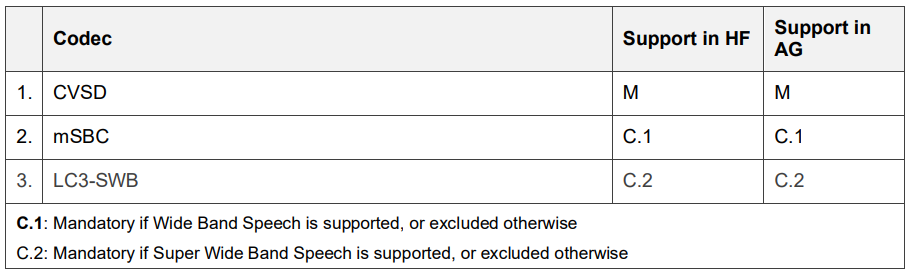 Codec Support in HF Support in AG
1. CVSD M M
2. mSBC C.1 C.1
3. LC3-SWB C.2 C.2
C.1: Mandatory if Wide Band Speech is supported, or excluded otherwise
C.2: Mandatory if Super Wide Band Speech is supported, or excluded otherwise